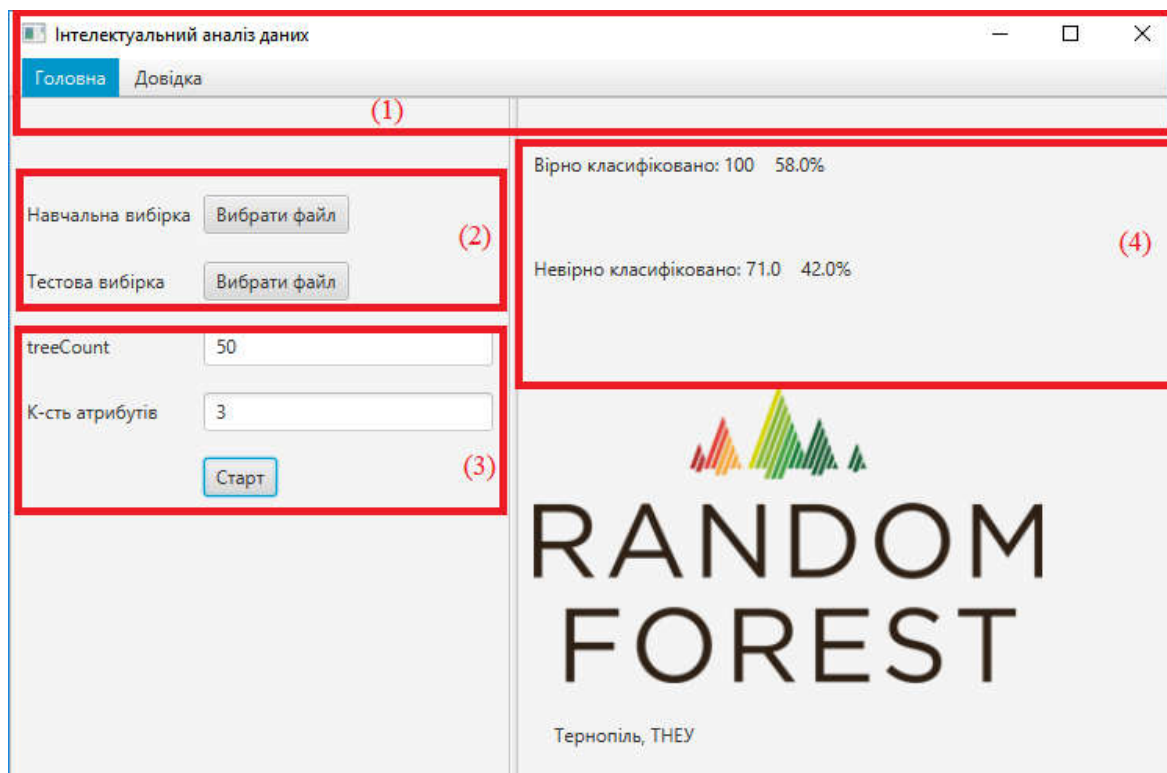 Інтелектуальний аналіз даних
Головна Довідка
(1)
Навчальна вибірка Вибрати файл
(2)
Тестова вибірка Вибрати файл
treeCount 50
К-сть атрибутів 3
Старт (3)
Вірно класифіковано: 100 58.0%
(4)
Невірно класифіковано: 71.0 42.0%
RANDOM
FOREST
Тернопіль, ТНЕУ